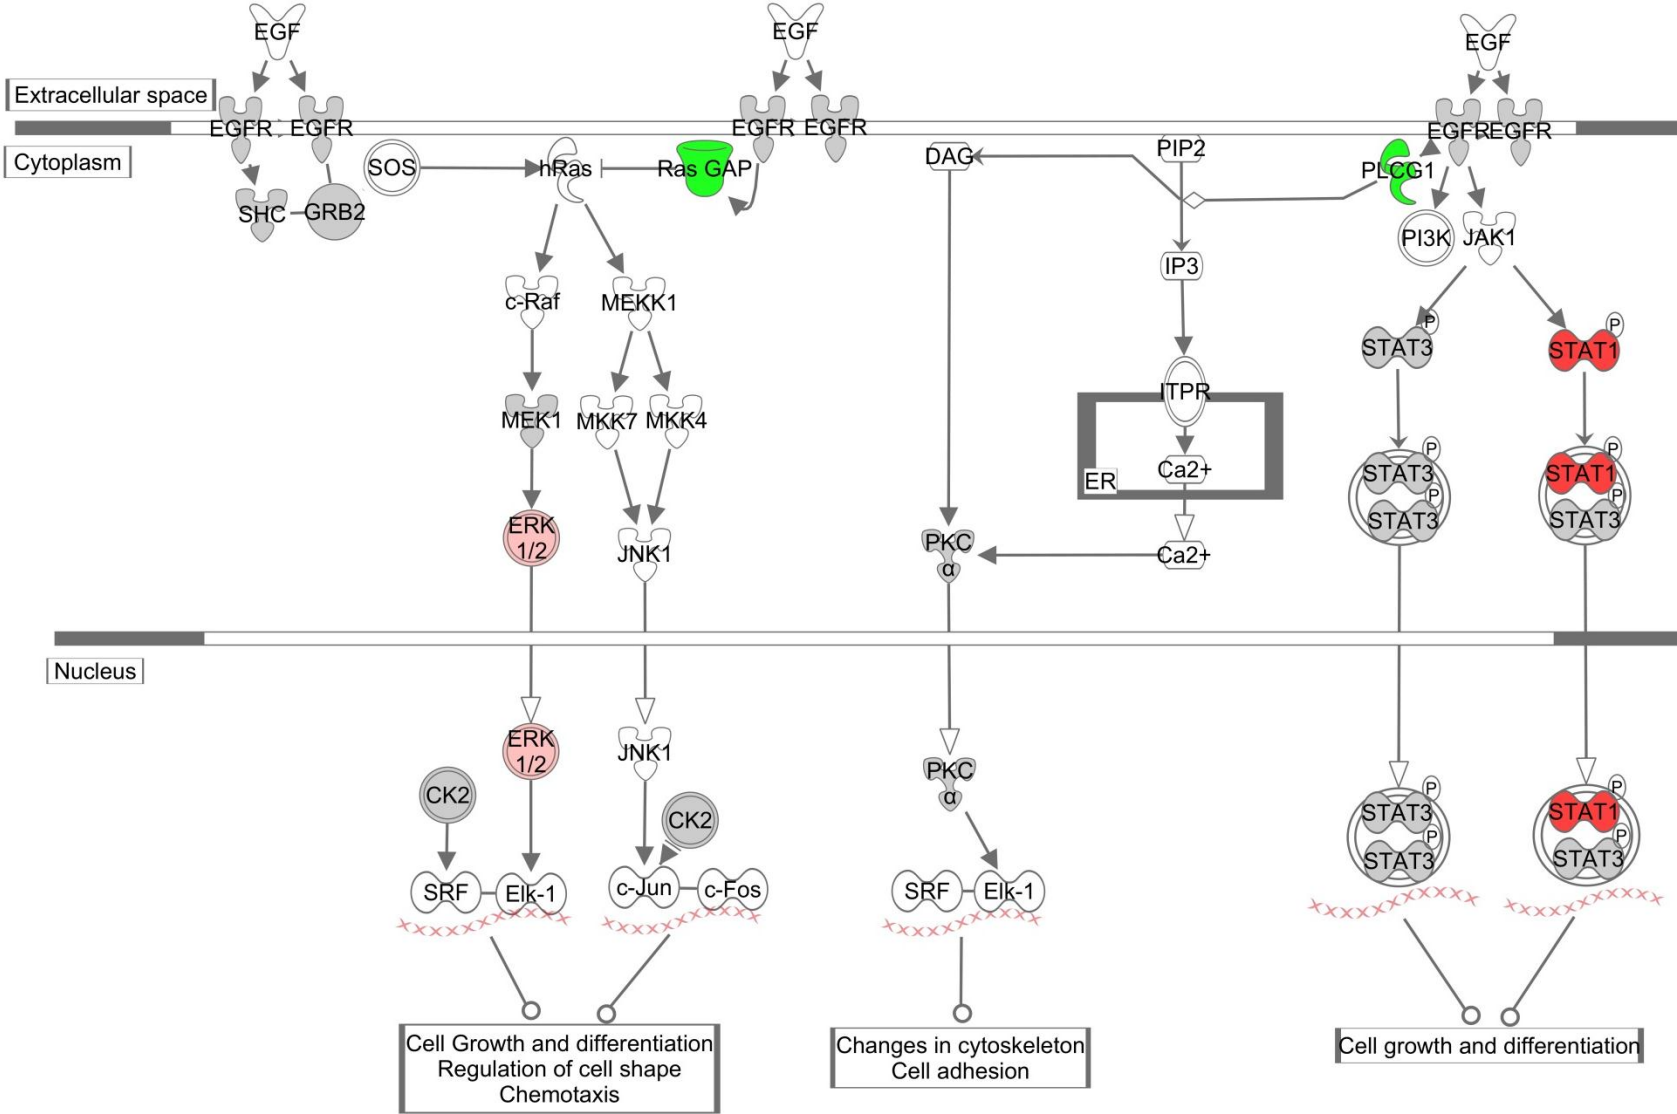 EGF
EGF
EGF
Extracellular space
EGFR
EGFR
EGFR
EGFR
EGFR
EGFR
Cytoplasm
SOS
hRas
Ras GAP
DAG
PIP2
PLCG1
SHC
GRB2
PI3K
JAK1
IP3
c-Raf
MEKK1
P
P
STAT3
STAT1
ITPR
MEK1
MKK7
MKK4
P
P
Ca2+
STAT3
STAT1
ER
P
P
STAT3
STAT3
ERK
1/2
JNK1
PKC
α
Ca2+
Nucleus
ERK
1/2
JNK1
PKC
α
CK2
CK2
P
P
STAT3
STAT1
P
P
STAT3
STAT3
SRF
Elk-1
c-Jun
c-Fos
SRF
Elk-1
Cell Growth and differentiation
Regulation of cell shape
Chemotaxis
Changes in cytoskeleton
Cell adhesion
Cell growth and differentiation